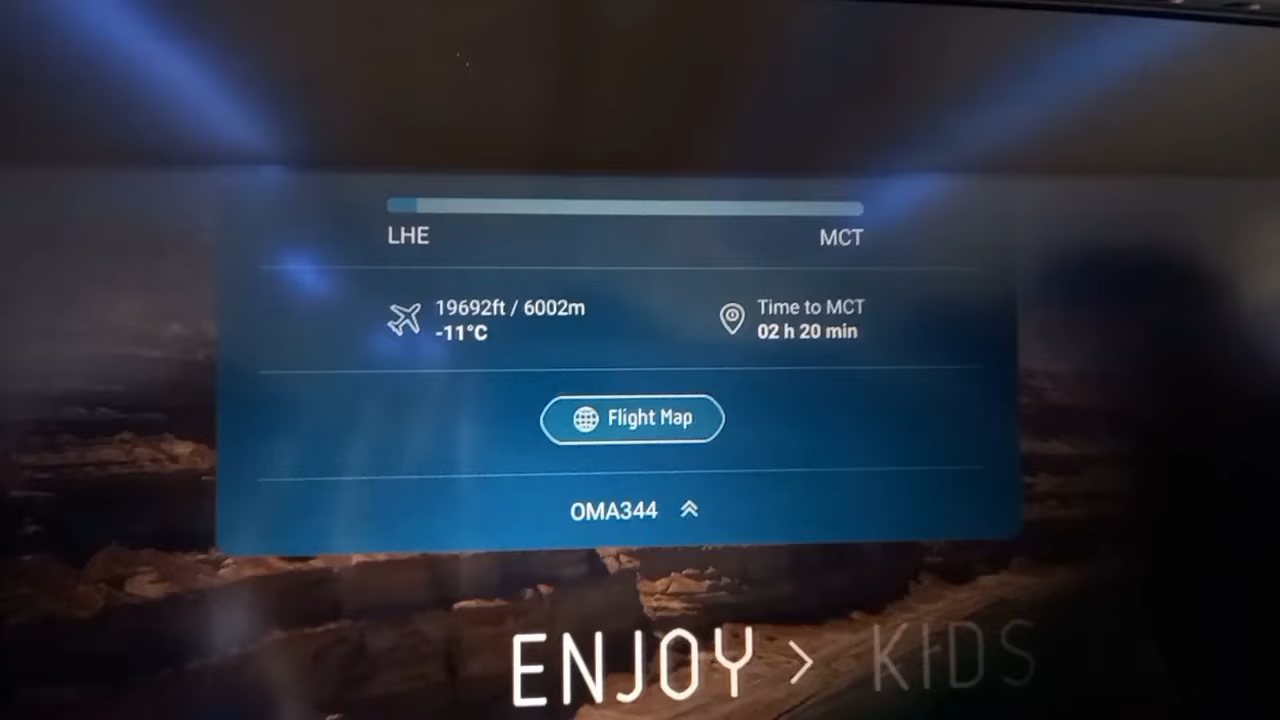 LHE MCT
19692ft / 6002m Time to MCT
-11°C 02 h 20 min
Flight Map
OMA344
ENJOY > KIDS